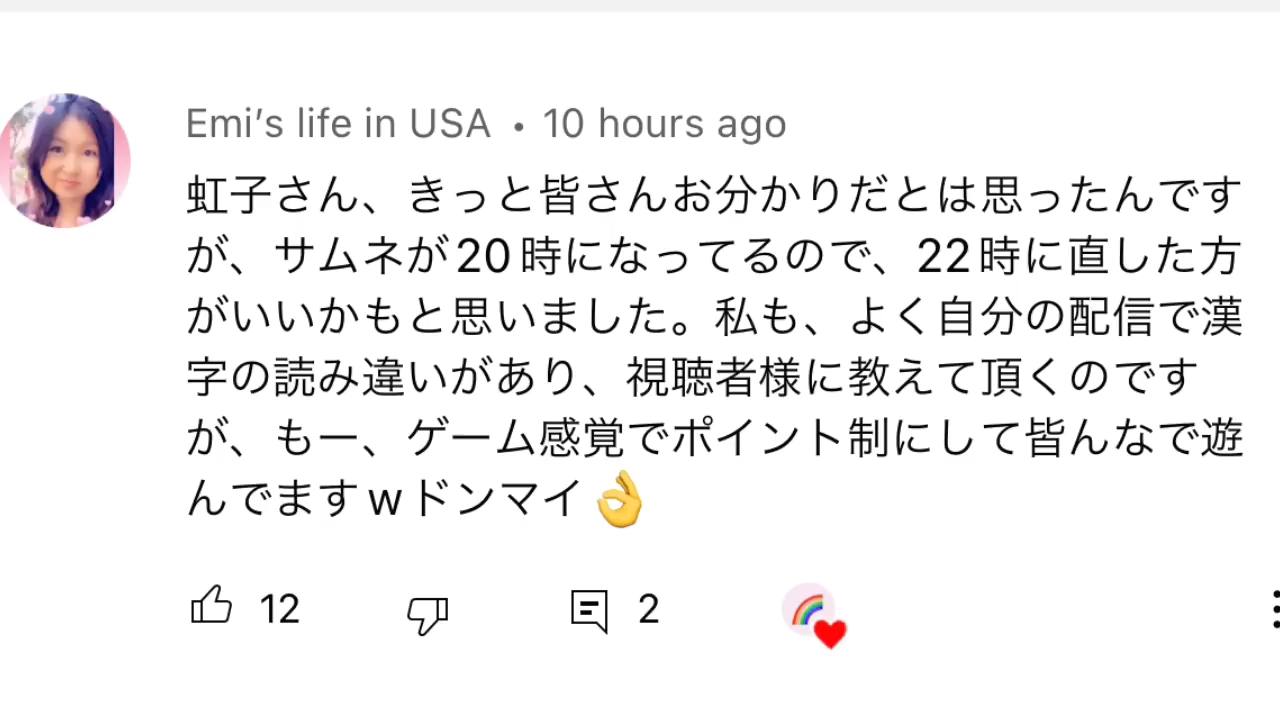 Emi's life in USA • 10 hours ago
虹子さん、きっと皆さんお分かりだとは思ったんです
が、サムネが20時になってるので、22時に直した方
がいいかもと思いました。私も、よく自分の配信で漢
字の読み違いがあり、視聴者様に教えて頂くのです
が、もー、ゲーム感覚でポイント制にして皆んなで遊
んでますwドンマイ👌
12 2